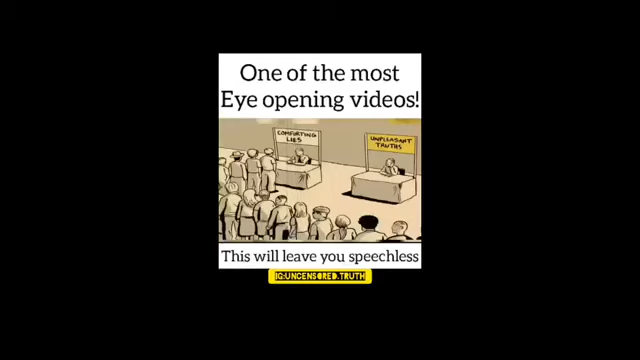 One of the most
Eye opening videos!
COMFORTING
LIES
UNPLEASANT
TRUTHS
This will leave you speechless
IG:UNCENSORED.TRUTH